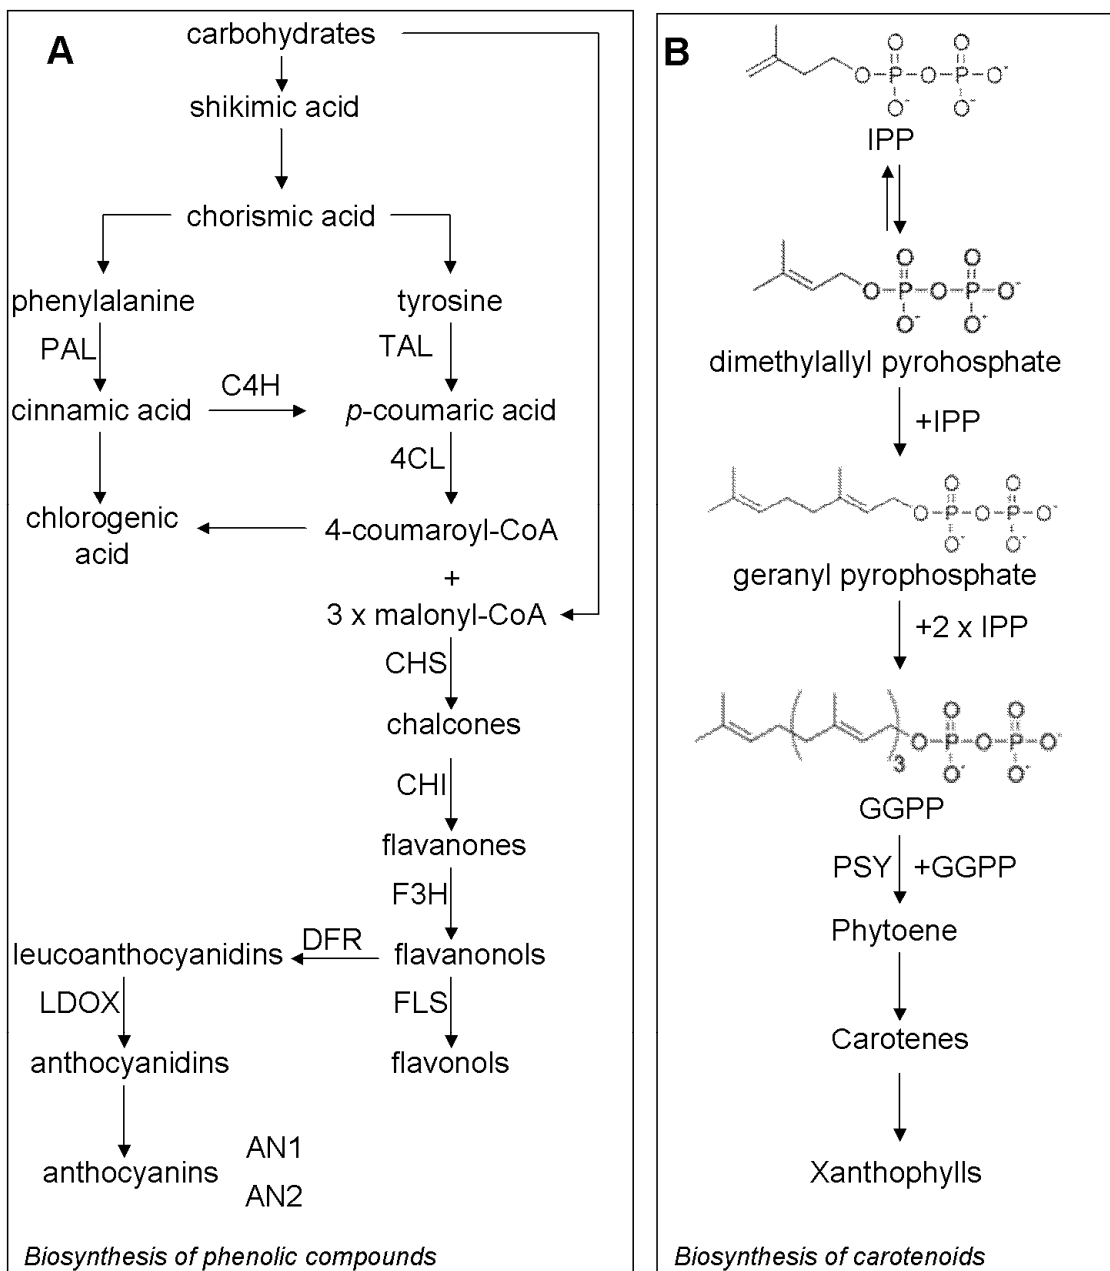 A
carbohydrates
shikimic acid
chorismic acid
phenylalanine
tyrosine
PAL
TAL
C4H
cinnamic acid
p-coumaric acid
4CL
chlorogenic
acid
4-coumaroyl-CoA
+
3 x malonyl-CoA
CHS
chalcones
CHI
flavanones
F3H
leucoanthocyanidins
DFR
flavanonols
LDOX
FLS
anthocyanidins
flavonols
anthocyanins
AN1
AN2
Biosynthesis of phenolic compounds
B
O O
O P O P O-
O- O-
IPP
O O
O P O P O-
O- O-
dimethylallyl pyrohosphate
+IPP
O O
O P O P O-
O- O-
geranyl pyrophosphate
+2 x IPP
O O
O P O P O-
3 O- O-
GGPP
PSY +GGPP
Phytoene
Carotenes
Xanthophylls
Biosynthesis of carotenoids